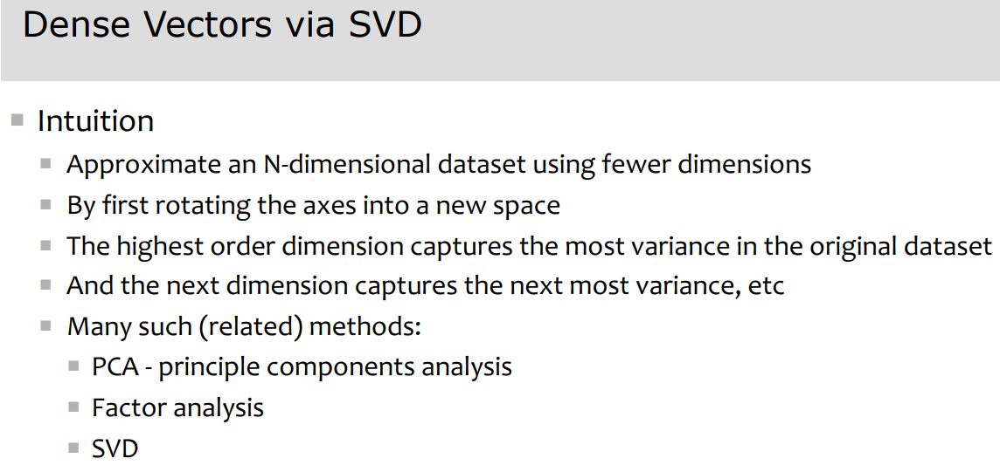 Dense Vectors via SVD
Intuition
Approximate an N-dimensional dataset using fewer dimensions
By first rotating the axes into a new space
The highest order dimension captures the most variance in the original dataset
And the next dimension captures the next most variance, etc
Many such (related) methods:
PCA - principle components analysis
Factor analysis
SVD